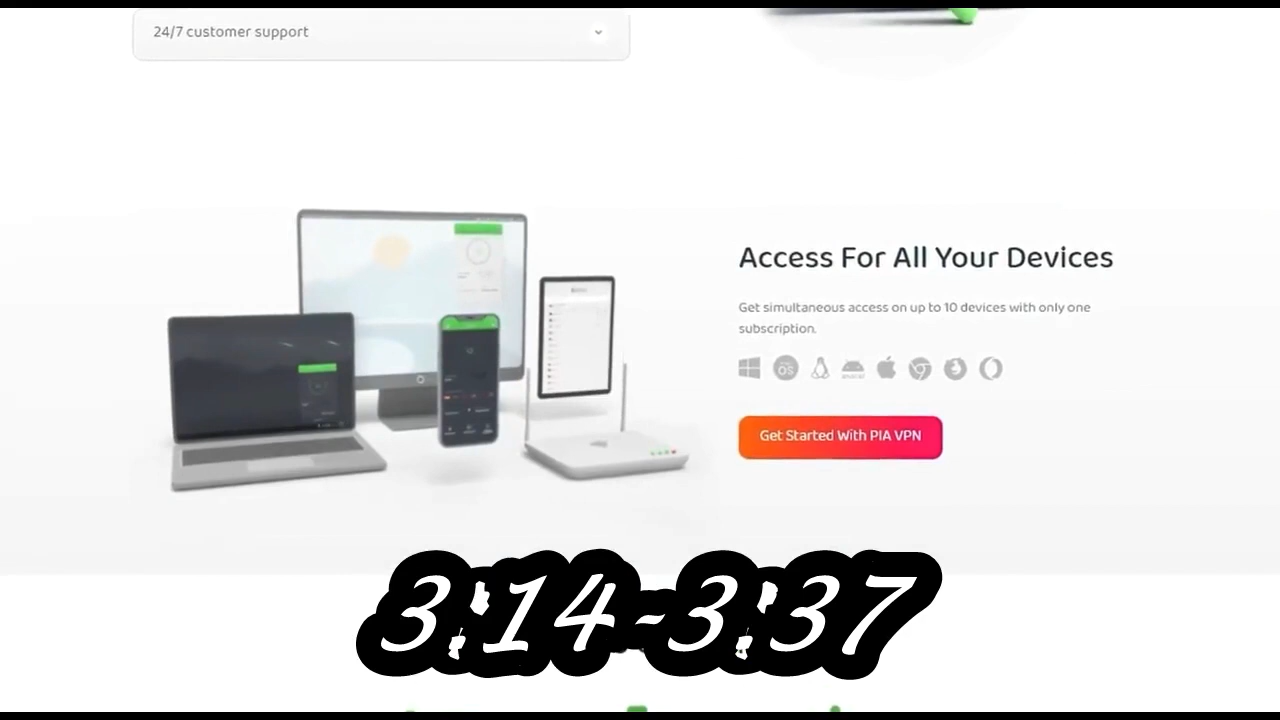 24/7 customer support
Access For All Your Devices
Get simultaneous access on up to 10 devices with only one
subscription.
OS
Get Started With PIA VPN
3:14-3:37